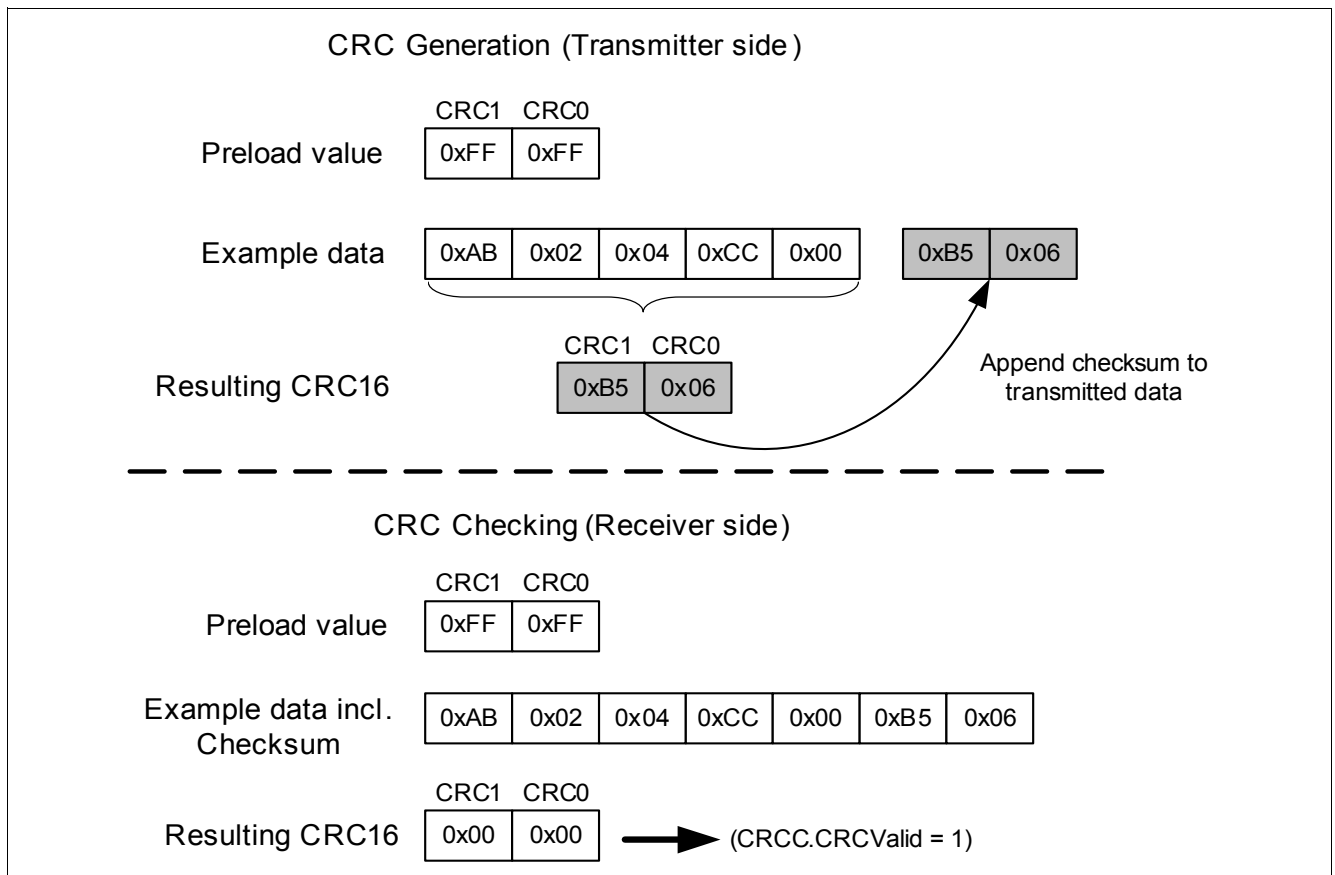 CRC Generation (Transmitter side)
CRC1 CRC0
Preload value 0xFF 0xFF
Example data 0xAB 0x02 0x04 0xCC 0x00 0xB5 0x06
CRC1 CRC0
Resulting CRC16 0xB5 0x06
Append checksum to
transmitted data
CRC Checking (Receiver side)
CRC1 CRC0
Preload value 0xFF 0xFF
Example data incl.
Checksum
0xAB 0x02 0x04 0xCC 0x00 0xB5 0x06
CRC1 CRC0
Resulting CRC16 0x00 0x00 (CRCC.CRCValid = 1)